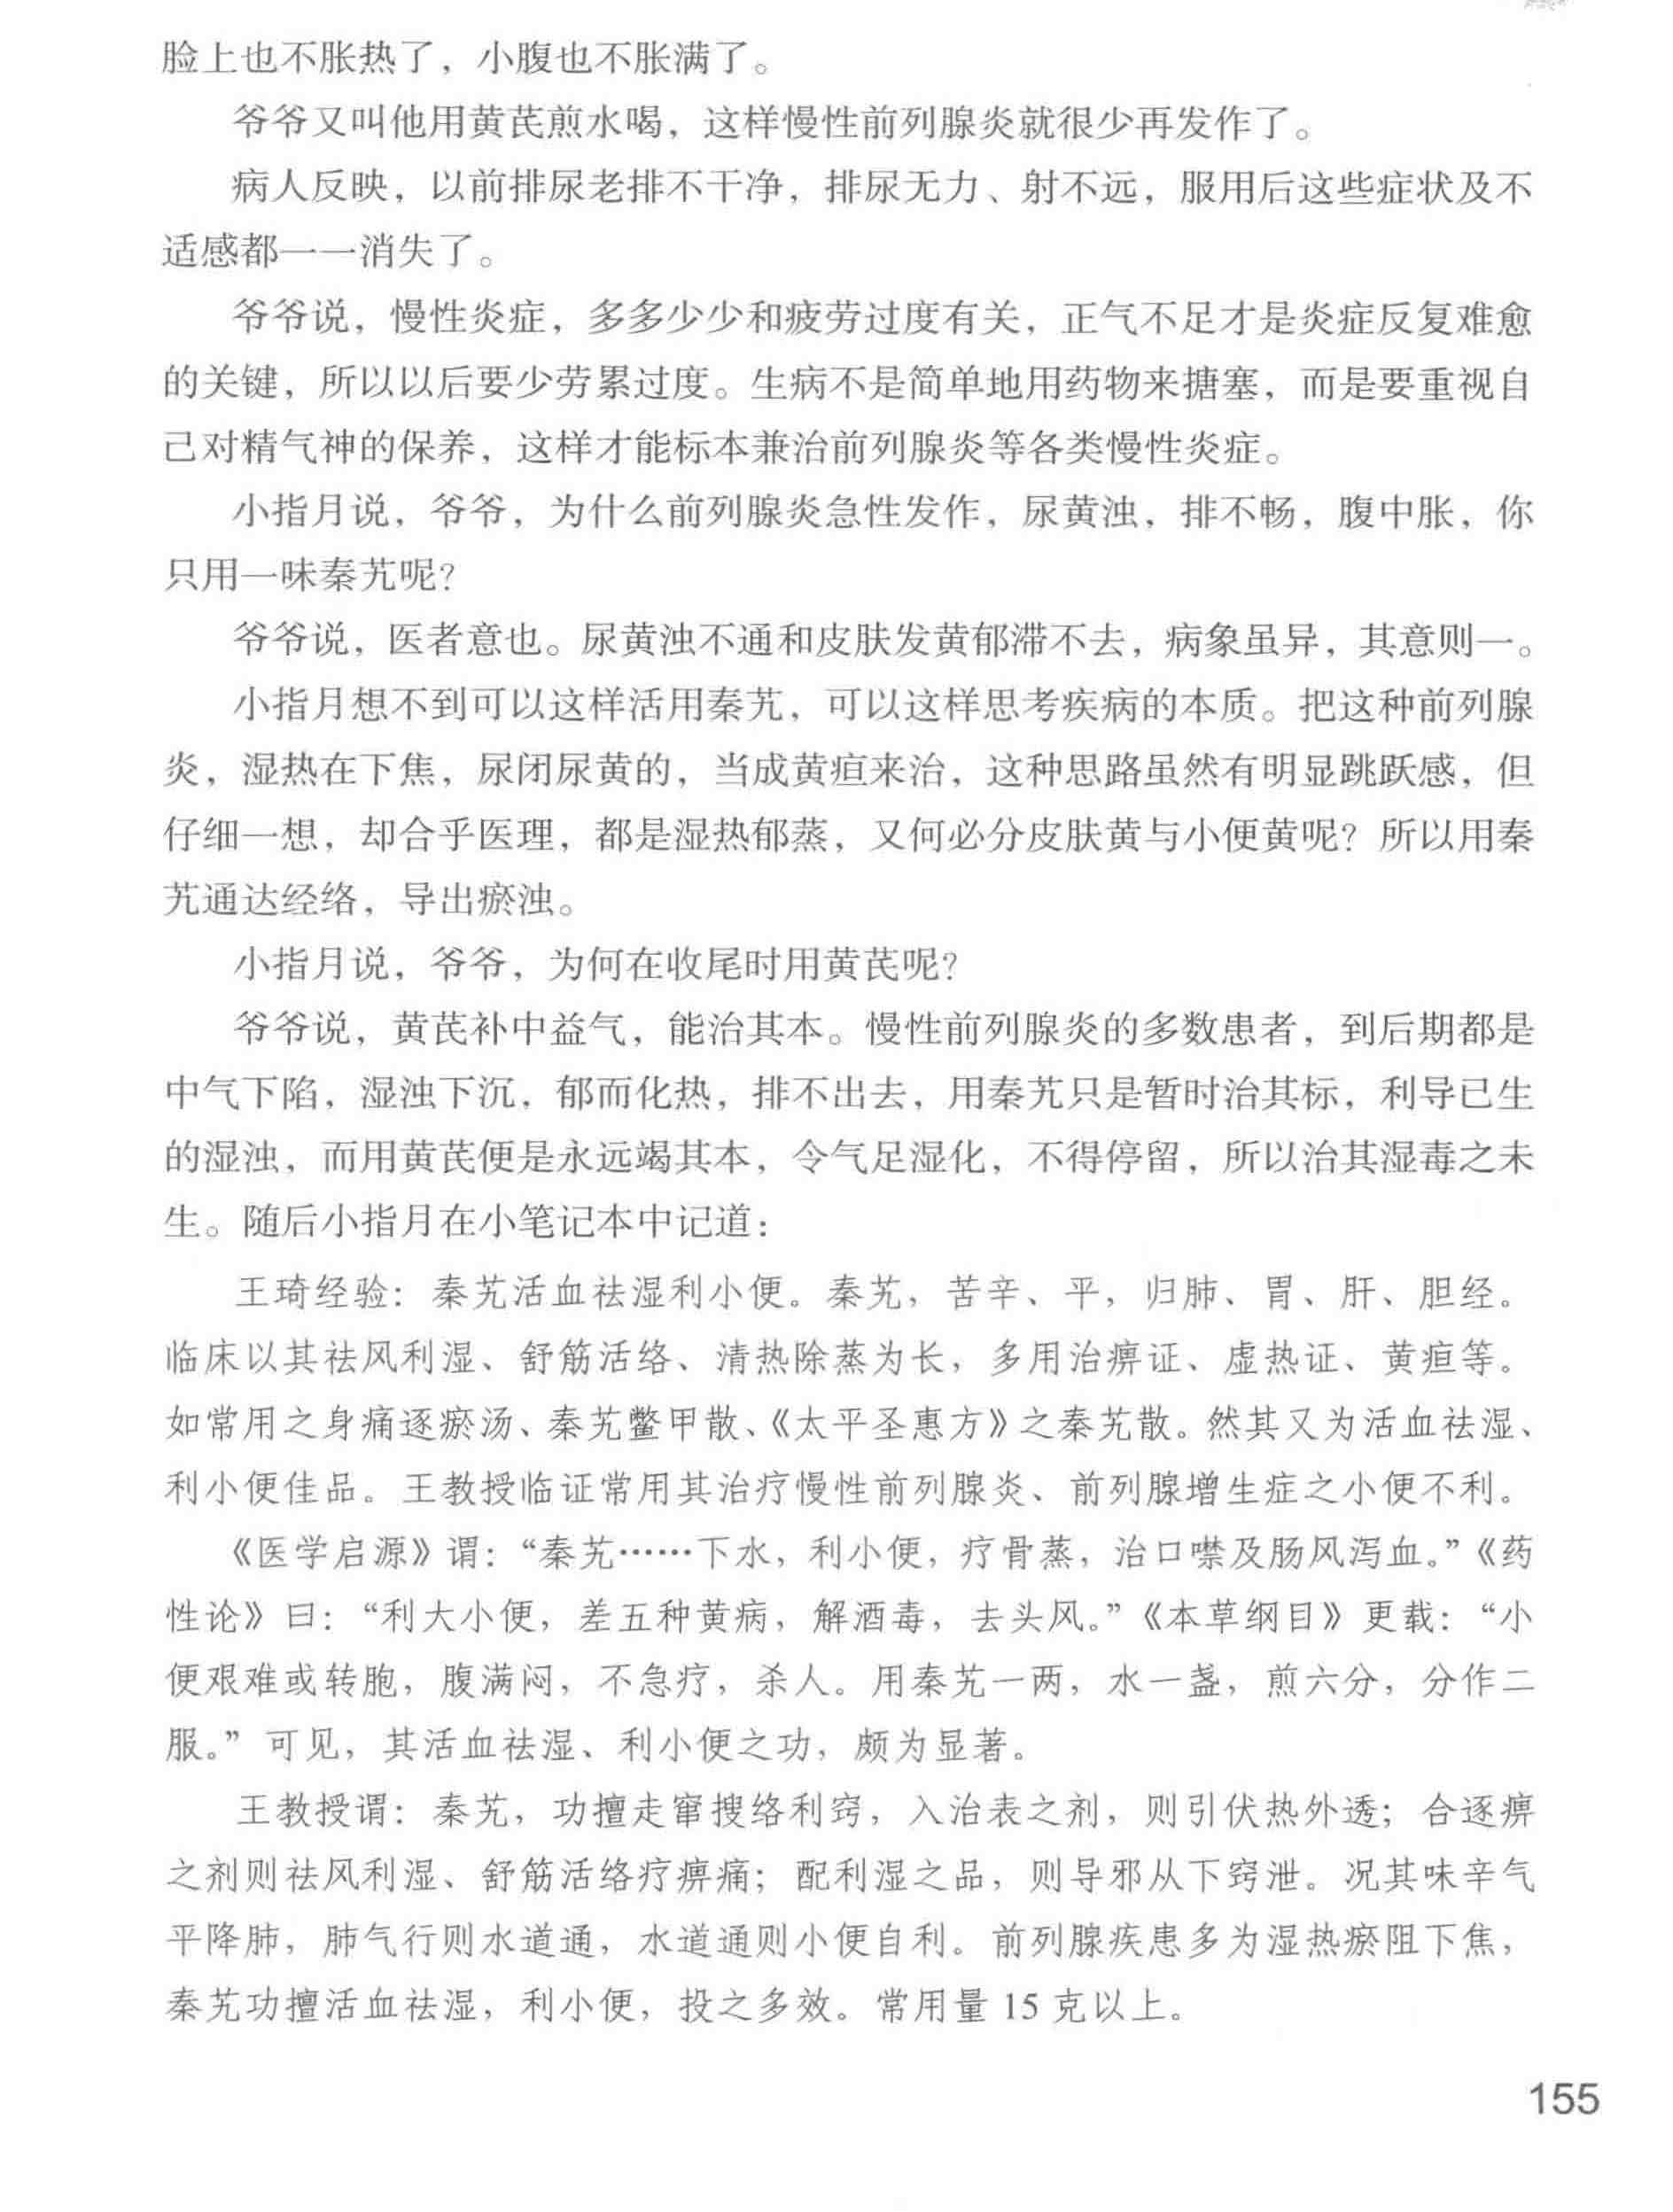 脸上也不胀热了，小腹也不胀满了。
爷爷又叫他用黄芪煎水喝，这样慢性前列腺炎就很少再发作了。
病人反映，以前排尿老排不干净，排尿无力、射不远，服用后这些症状及不
适感都一一消失了。
爷爷说，慢性炎症，多多少少和疲劳过度有关，正气不足才是炎症反复难愈
的关键，所以以后要少劳累过度。生病不是简单地用药物来搪塞，而是要重视自
己对精气神的保养，这样才能标本兼治前列腺炎等各类慢性炎症。
小指月说，爷爷，为什么前列腺炎急性发作，尿黄浊，排不畅，腹中胀，你
只用一味秦艽呢？
爷爷说，医者意也。尿黄浊不通和皮肤发黄郁滞不去，病象虽异，其意则一。
小指月想不到可以这样活用秦艽，可以这样思考疾病的本质。把这种前列腺
炎，湿热在下焦，尿闭尿黄的，当成黄疸来治，这种思路虽然有明显跳跃感，但
仔细一想，却合乎医理，都是湿热郁蒸，又何必分皮肤黄与小便黄呢？所以用秦
艽通达经络，导出瘀浊。
小指月说，爷爷，为何在收尾时用黄芪呢？
爷爷说，黄芪补中益气，能治其本。慢性前列腺炎的多数患者，到后期都是
中气下陷，湿浊下沉，郁而化热，排不出去，用秦艽只是暂时治其标，利导已生
的湿浊，而用黄芪便是永远竭其本，令气足湿化，不得停留，所以治其湿毒之未
生。随后小指月在小笔记本中记道：
王琦经验：秦艽活血祛湿利小便。秦艽，苦辛、平，归肺、胃、肝、胆经。
临床以其祛风利湿、舒筋活络、清热除蒸为长，多用治痹证、虚热证、黄疸等。
如常用之身痛逐瘀汤、秦艽鳖甲散、《太平圣惠方》之秦艽散。然其又为活血祛湿、
利小便佳品。王教授临证常用其治疗慢性前列腺炎、前列腺增生症之小便不利。
《医学启源》谓：“秦艽……下水，利小便，疗骨蒸，治口噤及肠风泻血。”《药
性论》曰：“利大小便，差五种黄病，解酒毒，去头风。”《本草纲目》更载：“小
便艰难或转胞，腹满闷，不急疗，杀人。用秦艽一两，水一盏，煎六分，分作二
服。”可见，其活血祛湿、利小便之功，颇为显著。
王教授谓：秦艽，功擅走窜搜络利窍，入治表之剂，则引伏热外透；合逐痹
之剂则祛风利湿、舒筋活络疗痹痛；配利湿之品，则导邪从下窍泄。况其味辛气
平降肺，肺气行则水道通，水道通则小便自利。前列腺疾患多为湿热瘀阻下焦，
秦艽功擅活血祛湿，利小便，投之多效。常用量 15 克以上。
155